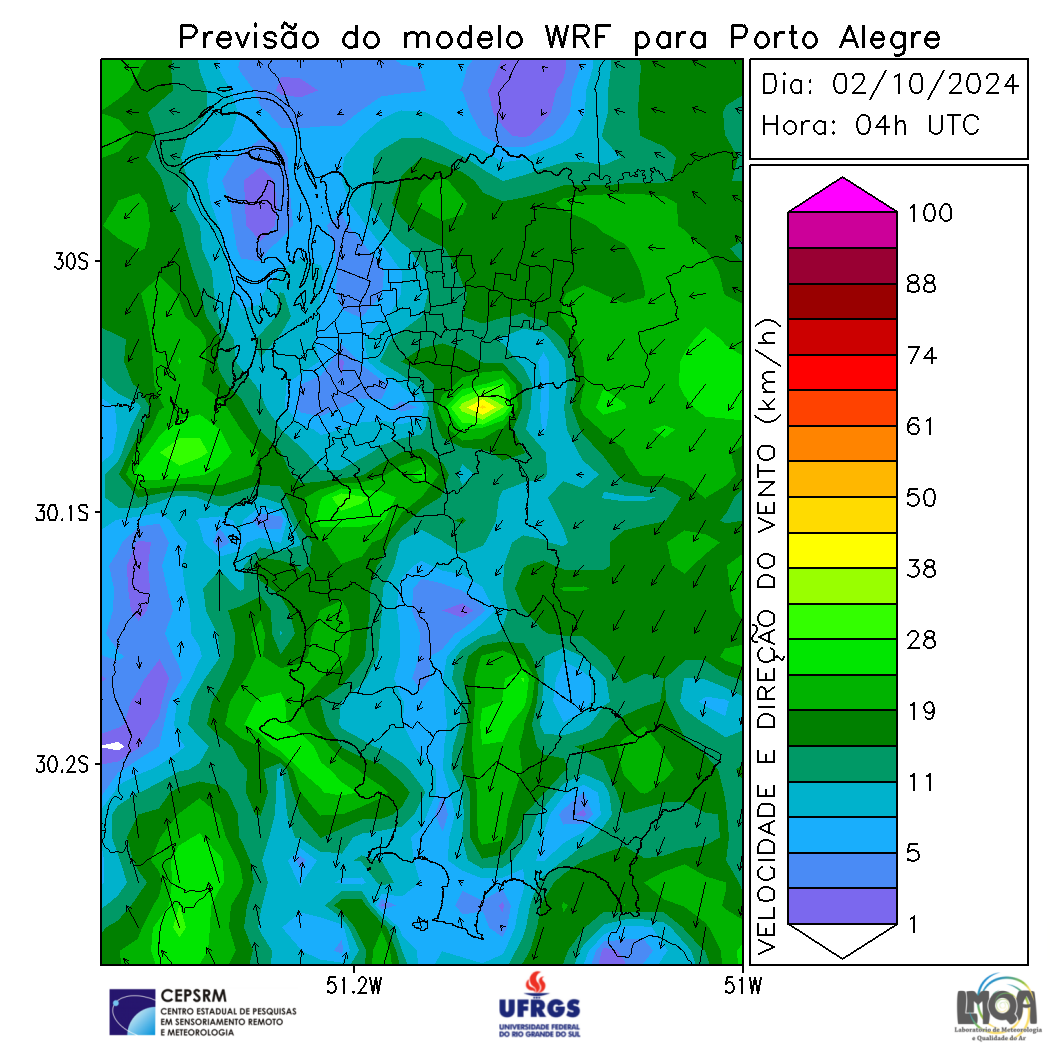 Previsão do modelo WRF para Porto Alegre
Dia: 02/10/2024
Hora: 04h UTC
30S
30.1S
30.2S
51.2W
51W
VELOCIDADE E DIREÇÃO DO VENTO (km/h)
100
88
74
61
50
38
28
19
11
5
1
CEPSRM
CENTRO ESTADUAL DE PESQUISAS
EM SENSORIAMENTO REMOTO
E METEOROLOGIA
UFRGS
UNIVERSIDADE FEDERAL
DO RIO GRANDE DO SUL
LMQA
Laboratório de Meteorologia
e Qualidade do Ar